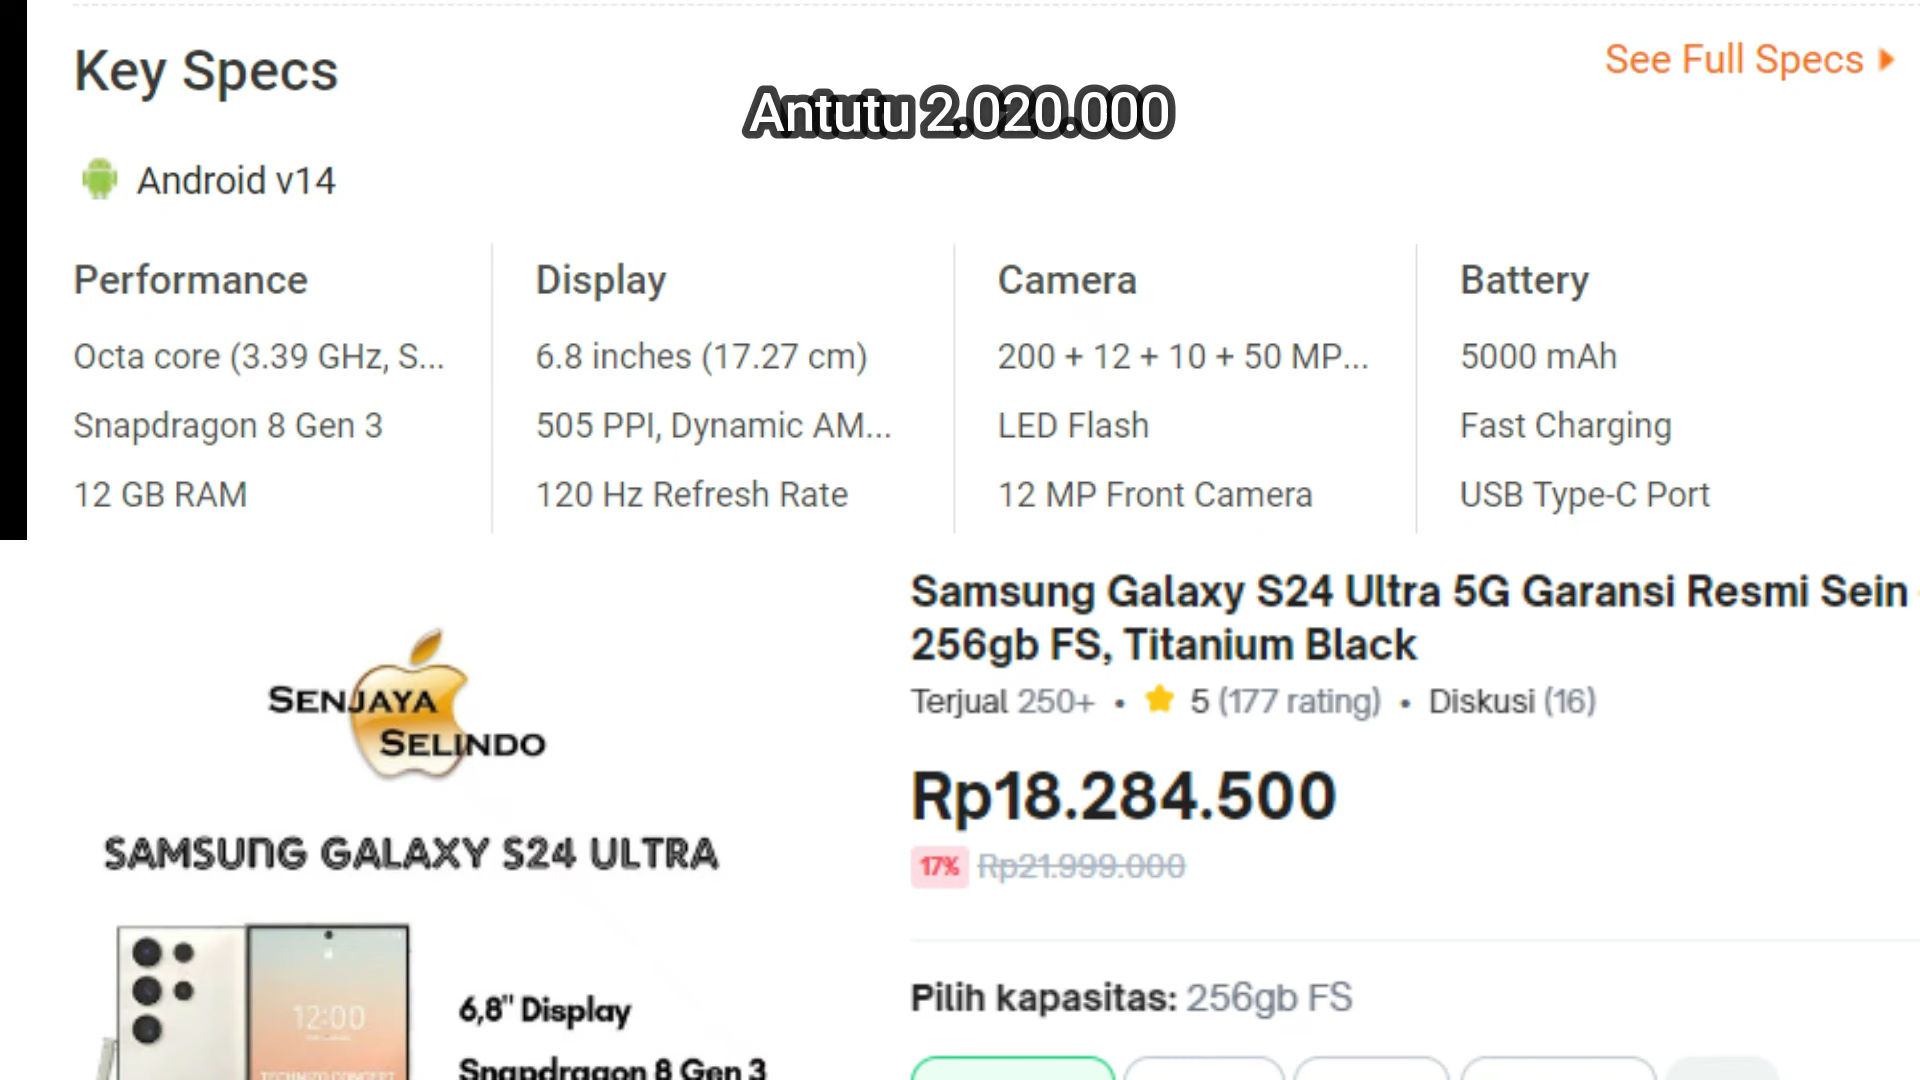 Key Specs
See Full Specs
Antutu 2.020.000
Android v14
Performance
Octa core (3.39 GHz, S...
Snapdragon 8 Gen 3
12 GB RAM
Display
6.8 inches (17.27 cm)
505 PPI, Dynamic AM...
120 Hz Refresh Rate
Camera
200 + 12 + 10 + 50 MP...
LED Flash
12 MP Front Camera
Battery
5000 mAh
Fast Charging
USB Type-C Port
SENJAYA
SELINDO
SAMSUNG GALAXY S24 ULTRA
12:00
6,8" Display
Snapdragon 8 Gen 3
Samsung Galaxy S24 Ultra 5G Garansi Resmi Sein
256gb FS, Titanium Black
Terjual 250+ • 5 (177 rating) • Diskusi (16)
Rp18.284.500
17% Rp21.999.000
Pilih kapasitas: 256gb FS